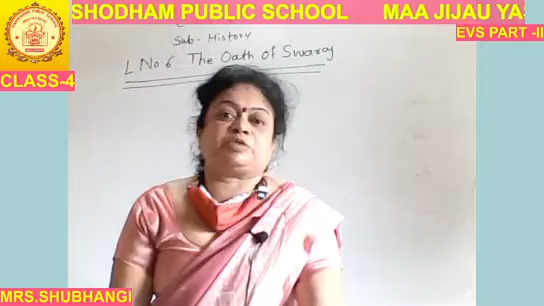 SHODHAM PUBLIC SCHOOL MAA JIJAU YAS
EVS PART -II
Sub - History
L No 6 The Oath of Swaraj
CLASS-4
MRS.SHUBHANGI